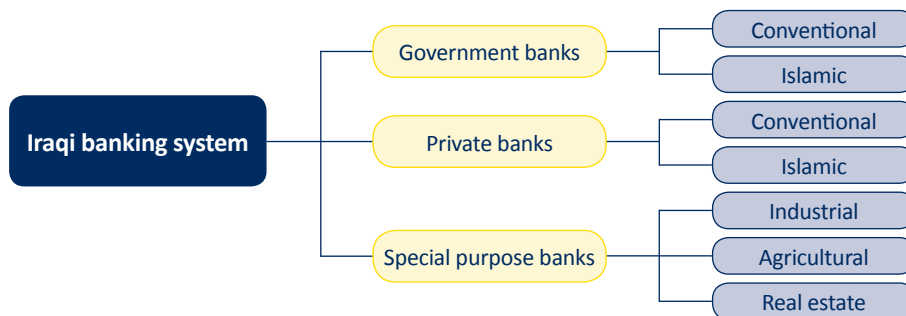 Iraqi banking system
Government banks
Conventional
Islamic
Private banks
Conventional
Islamic
Special purpose banks
Industrial
Agricultural
Real estate